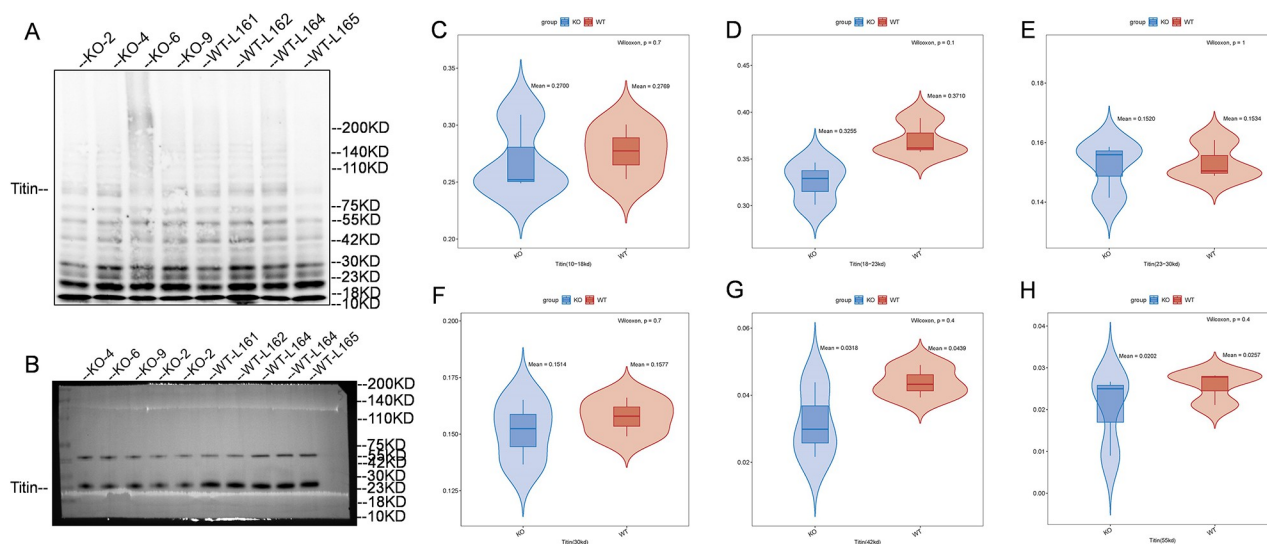 A
--KO-2
--KO-4
--KO-6
--KO-9
--WT-L161
--WT-L162
--WT-L164
--WT-L165
--200KD
--140KD
--110KD
Titin--
--75KD
--55KD
--42KD
--30KD
--23KD
--18KD
--10KD
B
--KO-4
--KO-6
--KO-9
--KO-2
--KO-2
--WT-L161
--WT-L162
--WT-L164
--WT-L164
--WT-L165
--200KD
--140KD
--110KD
--75KD
--55KD
--42KD
--30KD
Titin--
--23KD
--18KD
--10KD
C
group KO WT
Wilcoxon, p = 0.7
0.35
Mean = 0.2700
Mean = 0.2769
0.30
0.25
0.20
KO
WT
Titin(10-18kd)
D
group KO WT
Wilcoxon, p = 0.1
0.45
Mean = 0.3710
0.40
Mean = 0.3255
0.35
0.30
KO
WT
Titin(18-23kd)
E
group KO WT
Wilcoxon, p = 1
0.18
Mean = 0.1520
Mean = 0.1534
0.16
0.14
KO
WT
Titin(23-30kd)
F
group KO WT
0.200
Wilcoxon, p = 0.7
Mean = 0.1514
Mean = 0.1577
0.175
0.150
0.125
KO
WT
Titin(30kd)
G
group KO WT
Wilcoxon, p = 0.4
0.06
Mean = 0.0318
Mean = 0.0439
0.04
0.02
KO
WT
Titin(42kd)
H
group KO WT
Wilcoxon, p = 0.4
0.04
Mean = 0.0202
Mean = 0.0257
0.03
0.02
0.01
0.00
KO
WT
Titin(55kd)